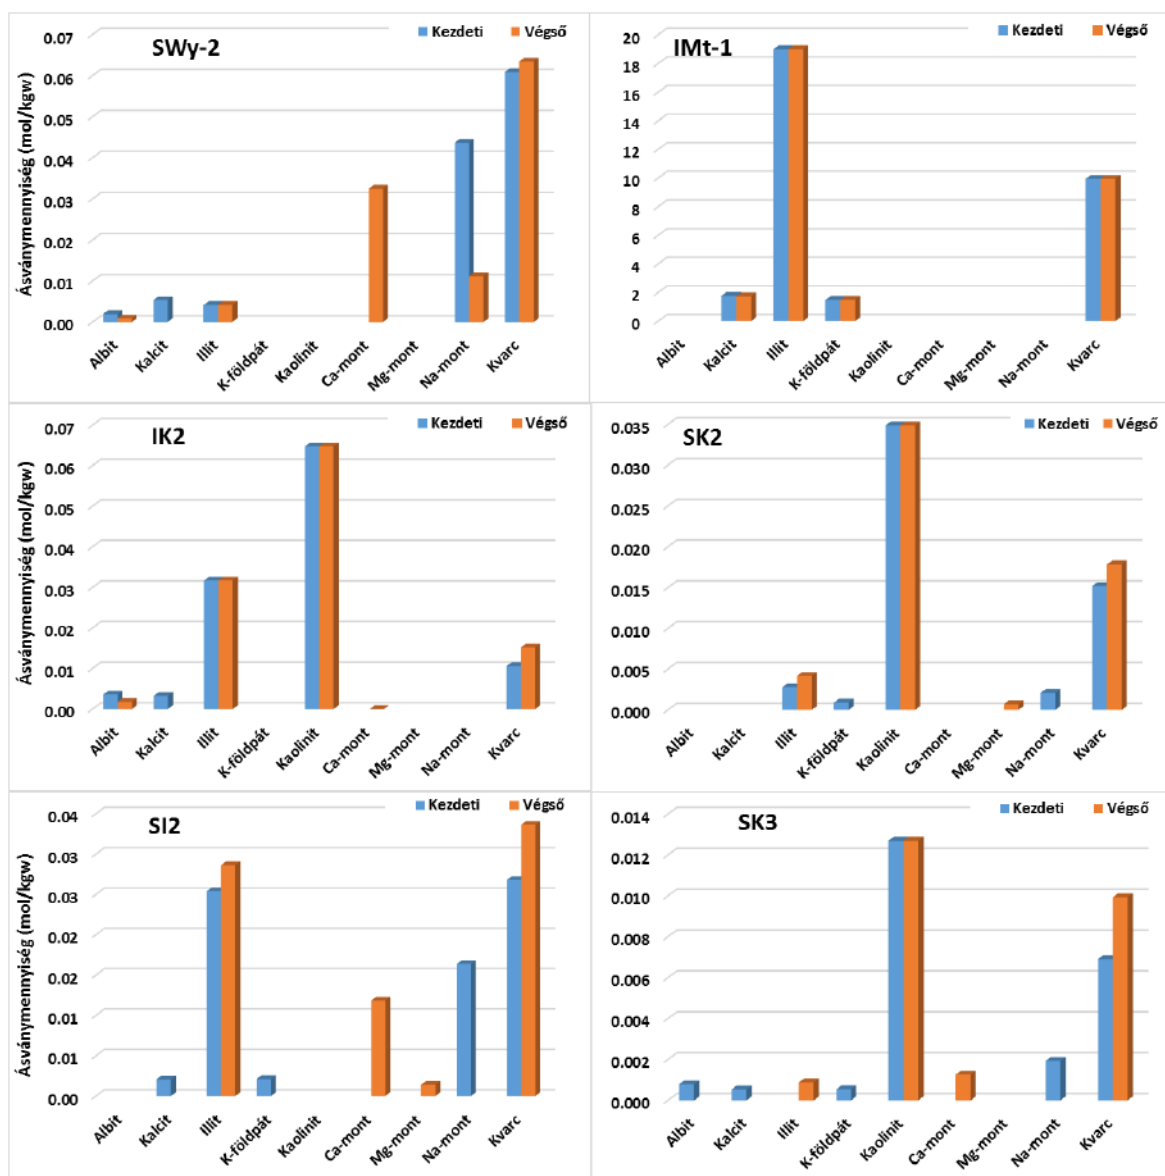 SWy-2
Kezdeti Végső
Ásványmennyiség (mol/kgw)
0.07
0.06
0.05
0.04
0.03
0.02
0.01
0.00
Albit Kalcit Illit K-földpát Kaolinit Ca-mont Mg-mont Na-mont Kvarc
IMt-1
Kezdeti Végső
20
18
16
14
12
10
8
6
4
2
0
Albit Kalcit Illit K-földpát Kaolinit Ca-mont Mg-mont Na-mont Kvarc
IK2
Kezdeti Végső
Ásványmennyiség (mol/kgw)
0.07
0.06
0.05
0.04
0.03
0.02
0.01
0.00
Albit Kalcit Illit K-földpát Kaolinit Ca-mont Mg-mont Na-mont Kvarc
SK2
Kezdeti Végső
0.035
0.030
0.025
0.020
0.015
0.010
0.005
0.000
Albit Kalcit Illit K-földpát Kaolinit Ca-mont Mg-mont Na-mont Kvarc
SI2
Kezdeti Végső
Ásványmennyiség (mol/kgw)
0.04
0.03
0.03
0.02
0.02
0.01
0.01
0.00
Albit Kalcit Illit K-földpát Kaolinit Ca-mont Mg-mont Na-mont Kvarc
SK3
Kezdeti Végső
0.014
0.012
0.010
0.008
0.006
0.004
0.002
0.000
Albit Kalcit Illit K-földpát Kaolinit Ca-mont Mg-mont Na-mont Kvarc